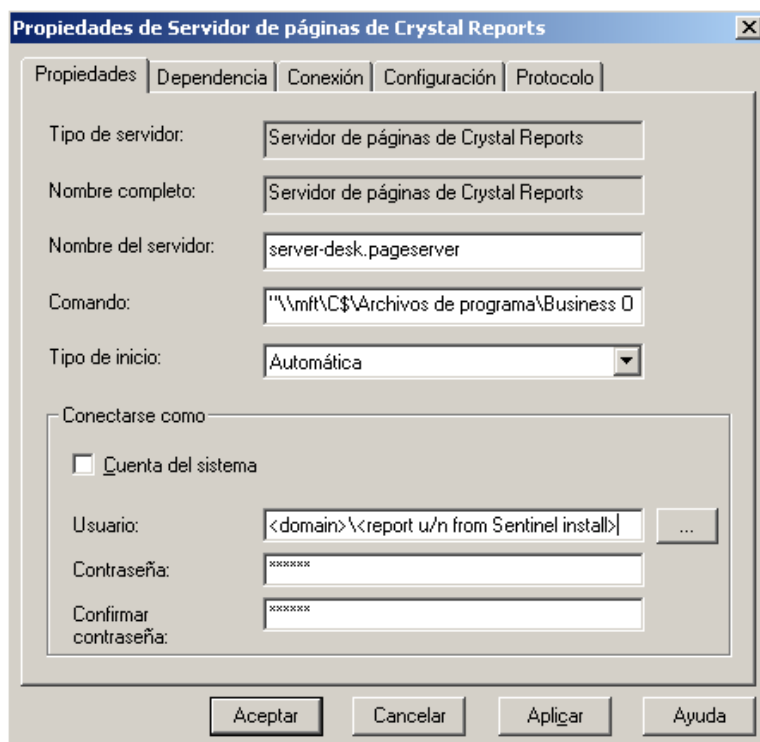 Propiedades de Servidor de páginas de Crystal Reports
Propiedades Dependencia Conexión Configuración Protocolo
Tipo de servidor: Servidor de páginas de Crystal Reports
Nombre completo: Servidor de páginas de Crystal Reports
Nombre del servidor: server-desk.pageserver
Comando: "\\mft\C$\Archivos de programa\Business O
Tipo de inicio: Automática
Conectarse como
Cuenta del sistema
Usuario: <domain>\<report u/n from Sentinel install> ...
Contraseña: ******
Confirmar contraseña: ******
Aceptar Cancelar Aplicar Ayuda